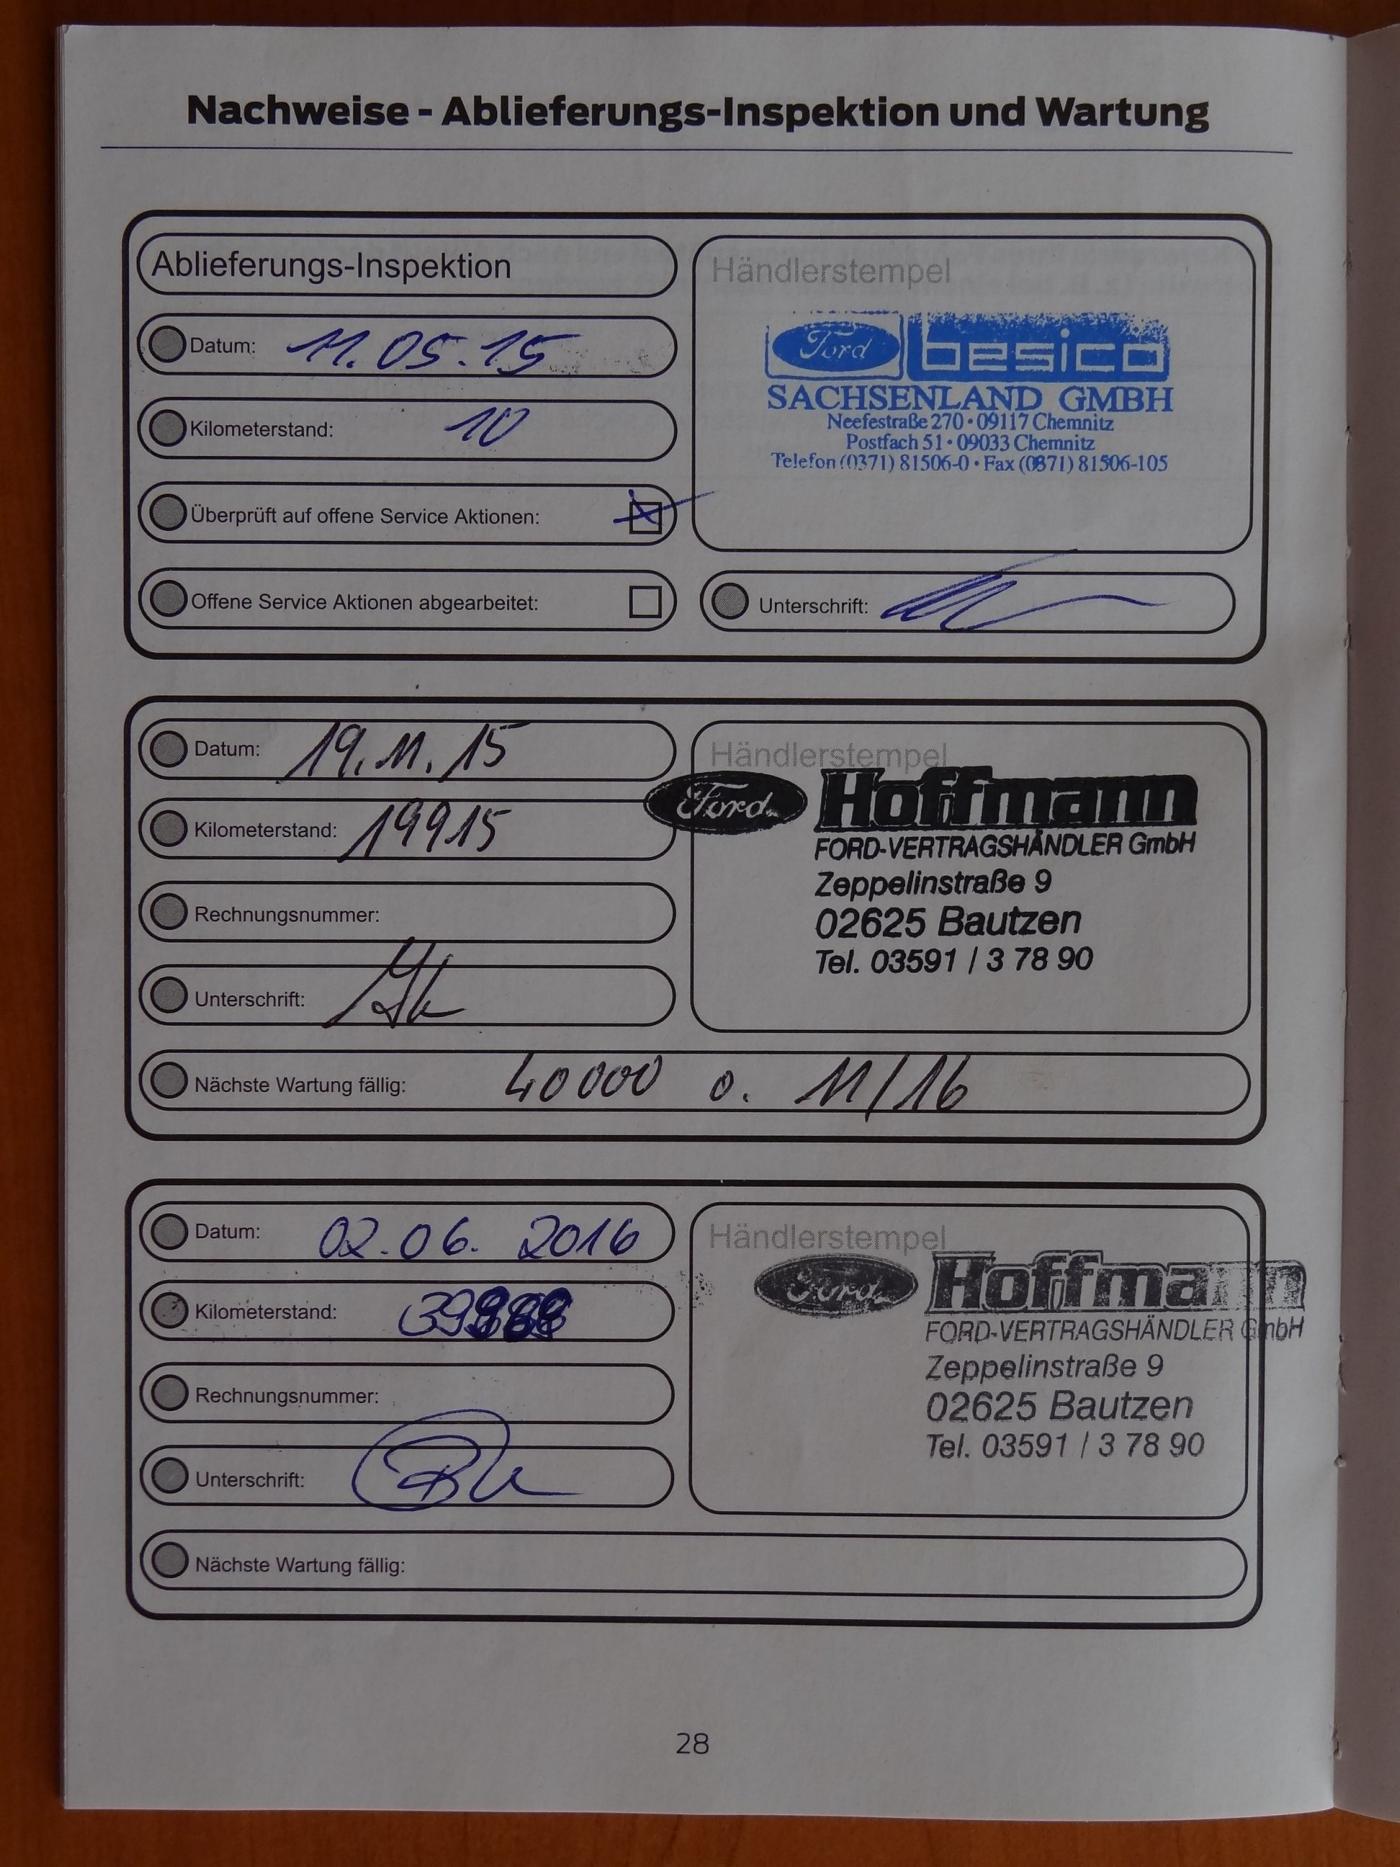 Nachweise - Ablieferungs-Inspektion und Wartung
Ablieferungs-Inspektion
Datum: 11.05.15
Kilometerstand: 10
Überprüft auf offene Service Aktionen:
Offene Service Aktionen abgearbeitet:
Händlerstempel
Ford besico
SACHSENLAND GMBH
Neefestraße 270 · 09117 Chemnitz
Postfach 51 · 09033 Chemnitz
Telefon (0371) 81506-0 · Fax (0371) 81506-105
Unterschrift:
Datum: 19.11.15
Kilometerstand: 19915
Rechnungsnummer:
Unterschrift:
Händlerstempel
Ford Hoffmann
FORD-VERTRAGSHÄNDLER GmbH
Zeppelinstraße 9
02625 Bautzen
Tel. 03591 / 3 78 90
Nächste Wartung fällig: 40000 o. 11/16
Datum: 02.06. 2016
Kilometerstand:
Rechnungsnummer:
Unterschrift:
Händlerstempel
Ford Hoffmann
FORD-VERTRAGSHÄNDLER GmbH
Zeppelinstraße 9
02625 Bautzen
Tel. 03591 / 3 78 90
Nächste Wartung fällig:
28